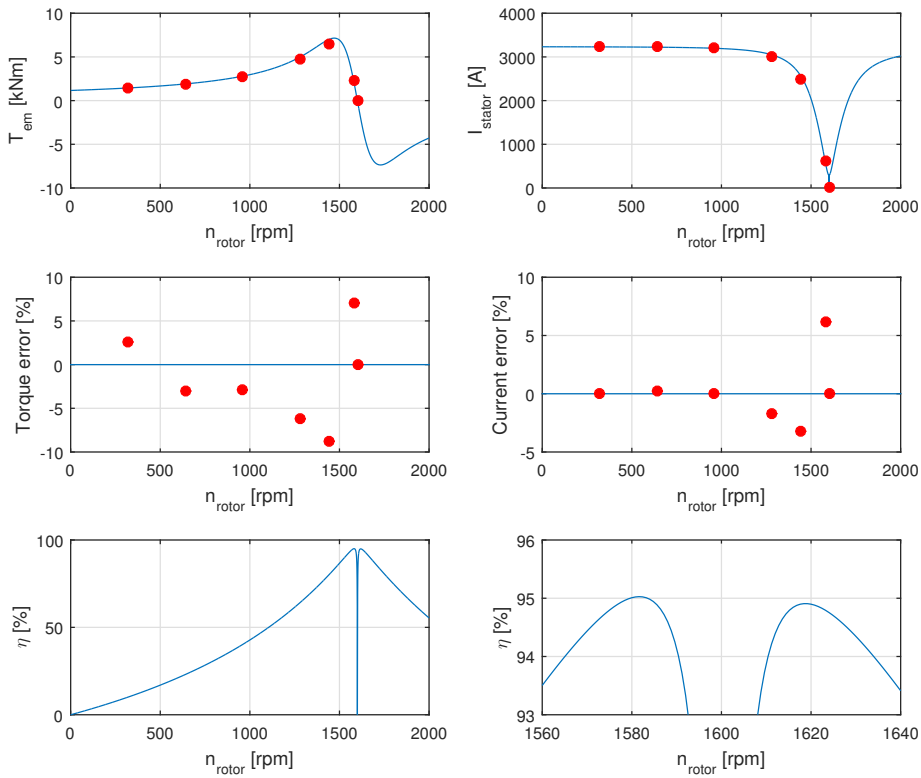 10
5
0
-5
-10
T_em [kNm]
0 500 1000 1500 2000
n_rotor [rpm]
4000
3000
2000
1000
0
I_stator [A]
0 500 1000 1500 2000
n_rotor [rpm]
10
5
0
-5
-10
Torque error [%]
0 500 1000 1500 2000
n_rotor [rpm]
10
5
0
-5
Current error [%]
0 500 1000 1500 2000
n_rotor [rpm]
100
50
0
η [%]
0 500 1000 1500 2000
n_rotor [rpm]
96
95
94
93
η [%]
1560 1580 1600 1620 1640
n_rotor [rpm]